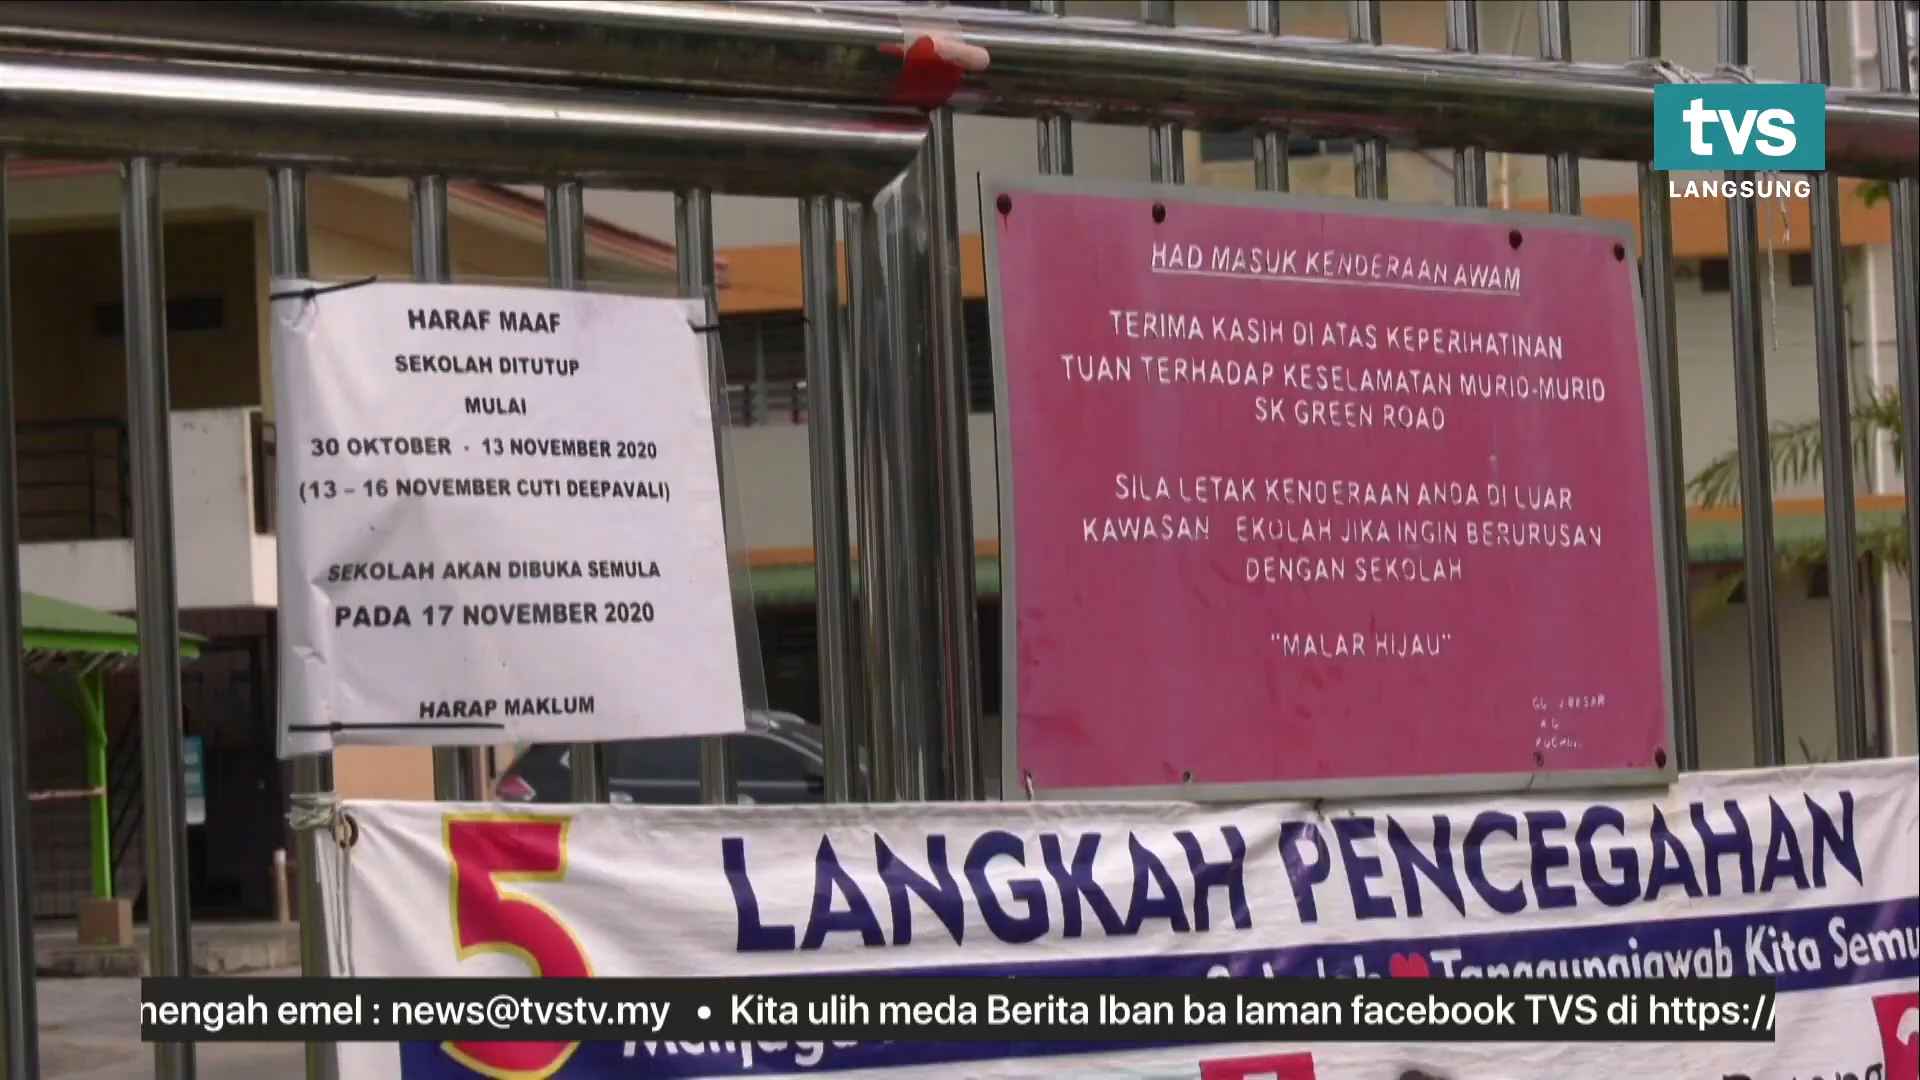 tvs
LANGSUNG
HARAF MAAF
SEKOLAH DITUTUP
MULAI
30 OKTOBER - 13 NOVEMBER 2020
(13 – 16 NOVEMBER CUTI DEEPAVALI)
SEKOLAH AKAN DIBUKA SEMULA
PADA 17 NOVEMBER 2020
HARAP MAKLUM
HAD MASUK KENDERAAN AWAM
TERIMA KASIH DI ATAS KEPERIHATINAN
TUAN TERHADAP KESELAMATAN MURID-MURID
SK GREEN ROAD
SILA LETAK KENDERAAN ANDA DI LUAR
KAWASAN EKOLAH JIKA INGIN BERURUSAN
DENGAN SEKOLAH
"MALAR HIJAU"
5 LANGKAH PENCEGAHAN
Tanggungjawab Kita Semu
nengah emel : news@tvstv.my • Kita ulih meda Berita Iban ba laman facebook TVS di https://